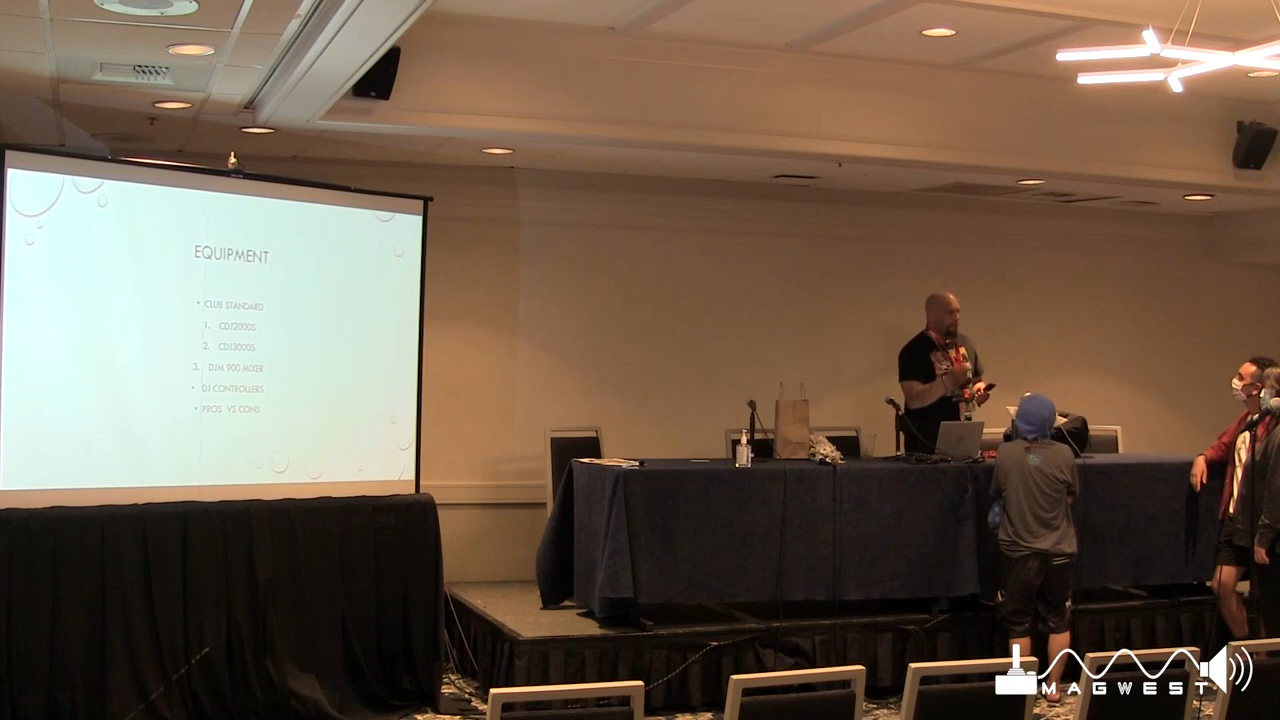 EQUIPMENT
• CLUB STANDARD
1. CDJ2000S
2. CDJ3000S
3. DJM 900 MIXER
• DJ CONTROLLERS
• PROS VS CONS
MAGWEST